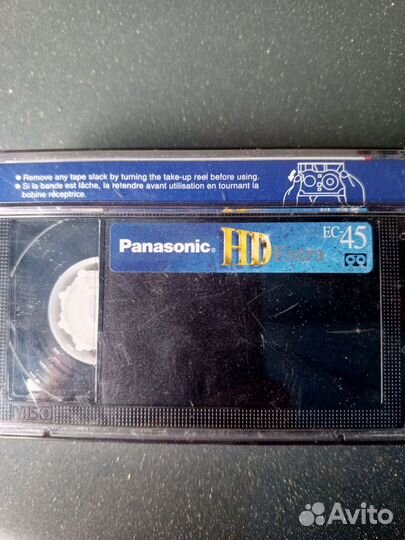 ● Remove any tape slack by turning the take-up reel before using.
● Si la bande est lâche, la retendre avant utilisation en tournant la
bobine réceptrice.
Panasonic® HD Extra EC-45
VHS C
Avito